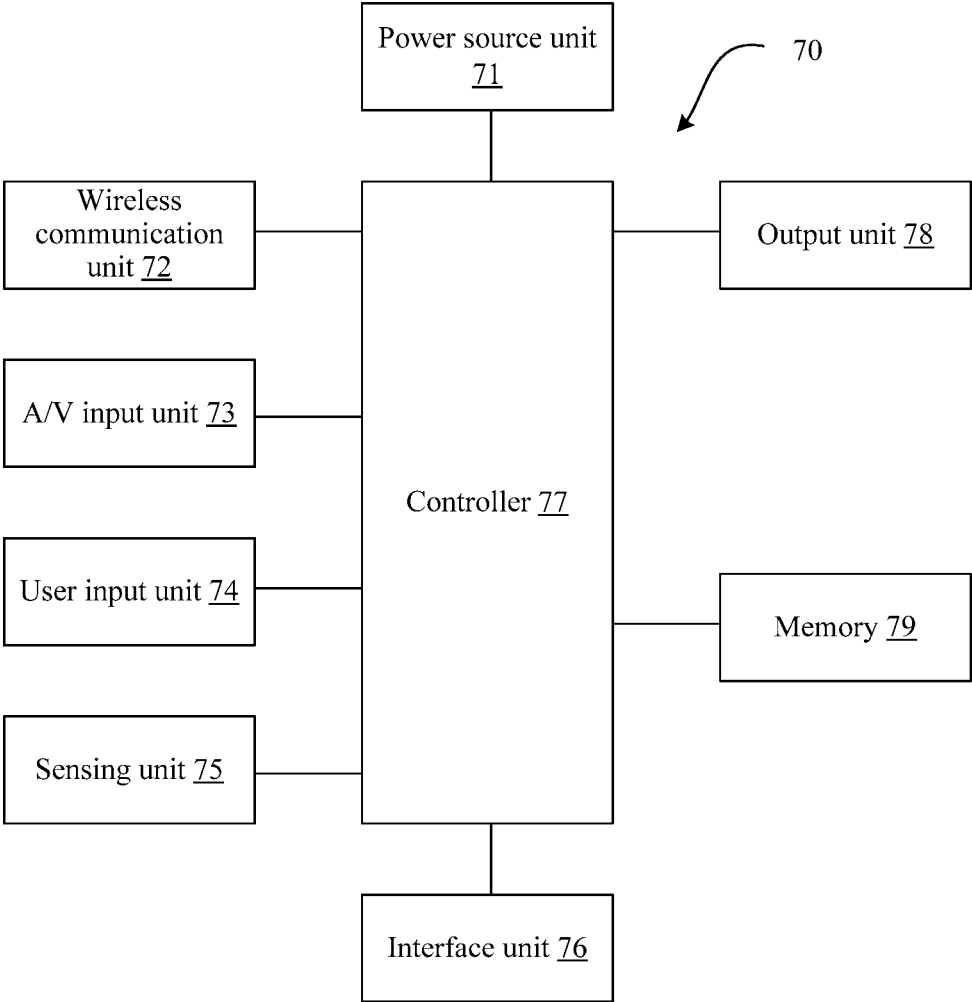 Power source unit
71
70
Wireless
communication
unit 72
Output unit 78
A/V input unit 73
Controller 77
User input unit 74
Memory 79
Sensing unit 75
Interface unit 76